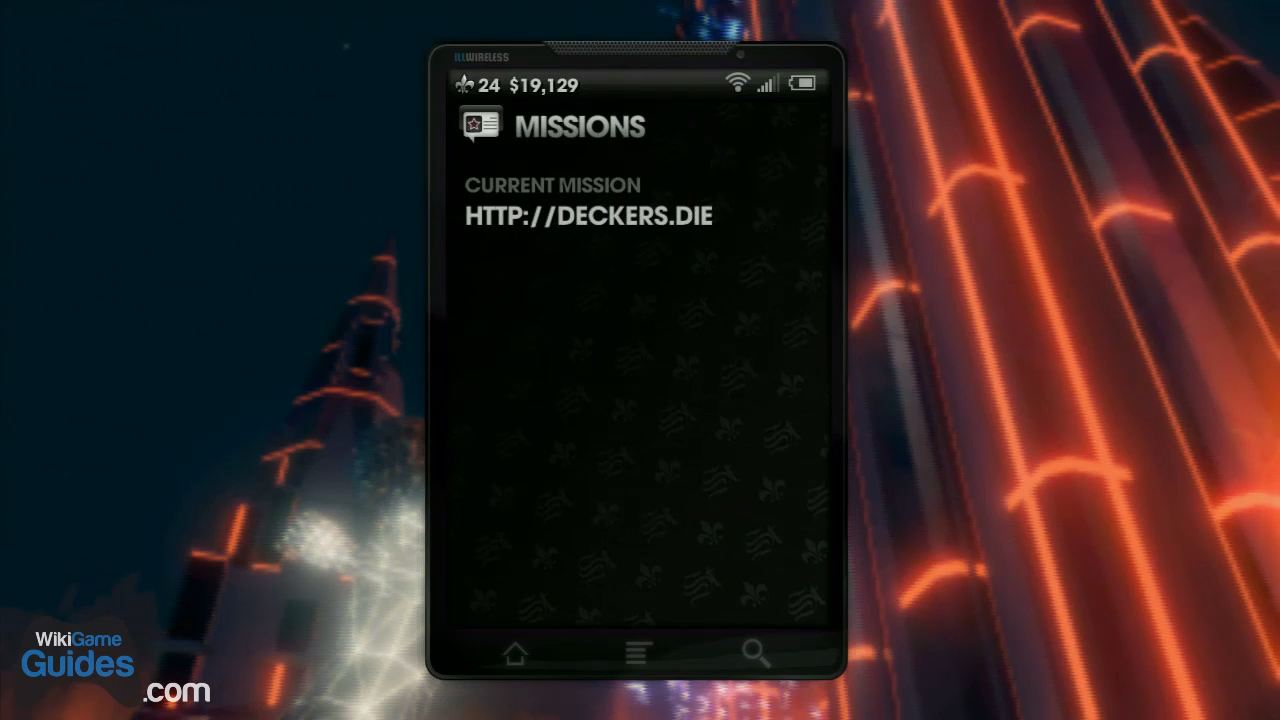 ILLWIRELESS
24 $19,129
MISSIONS
CURRENT MISSION
HTTP://DECKERS.DIE
WikiGame
Guides
.com